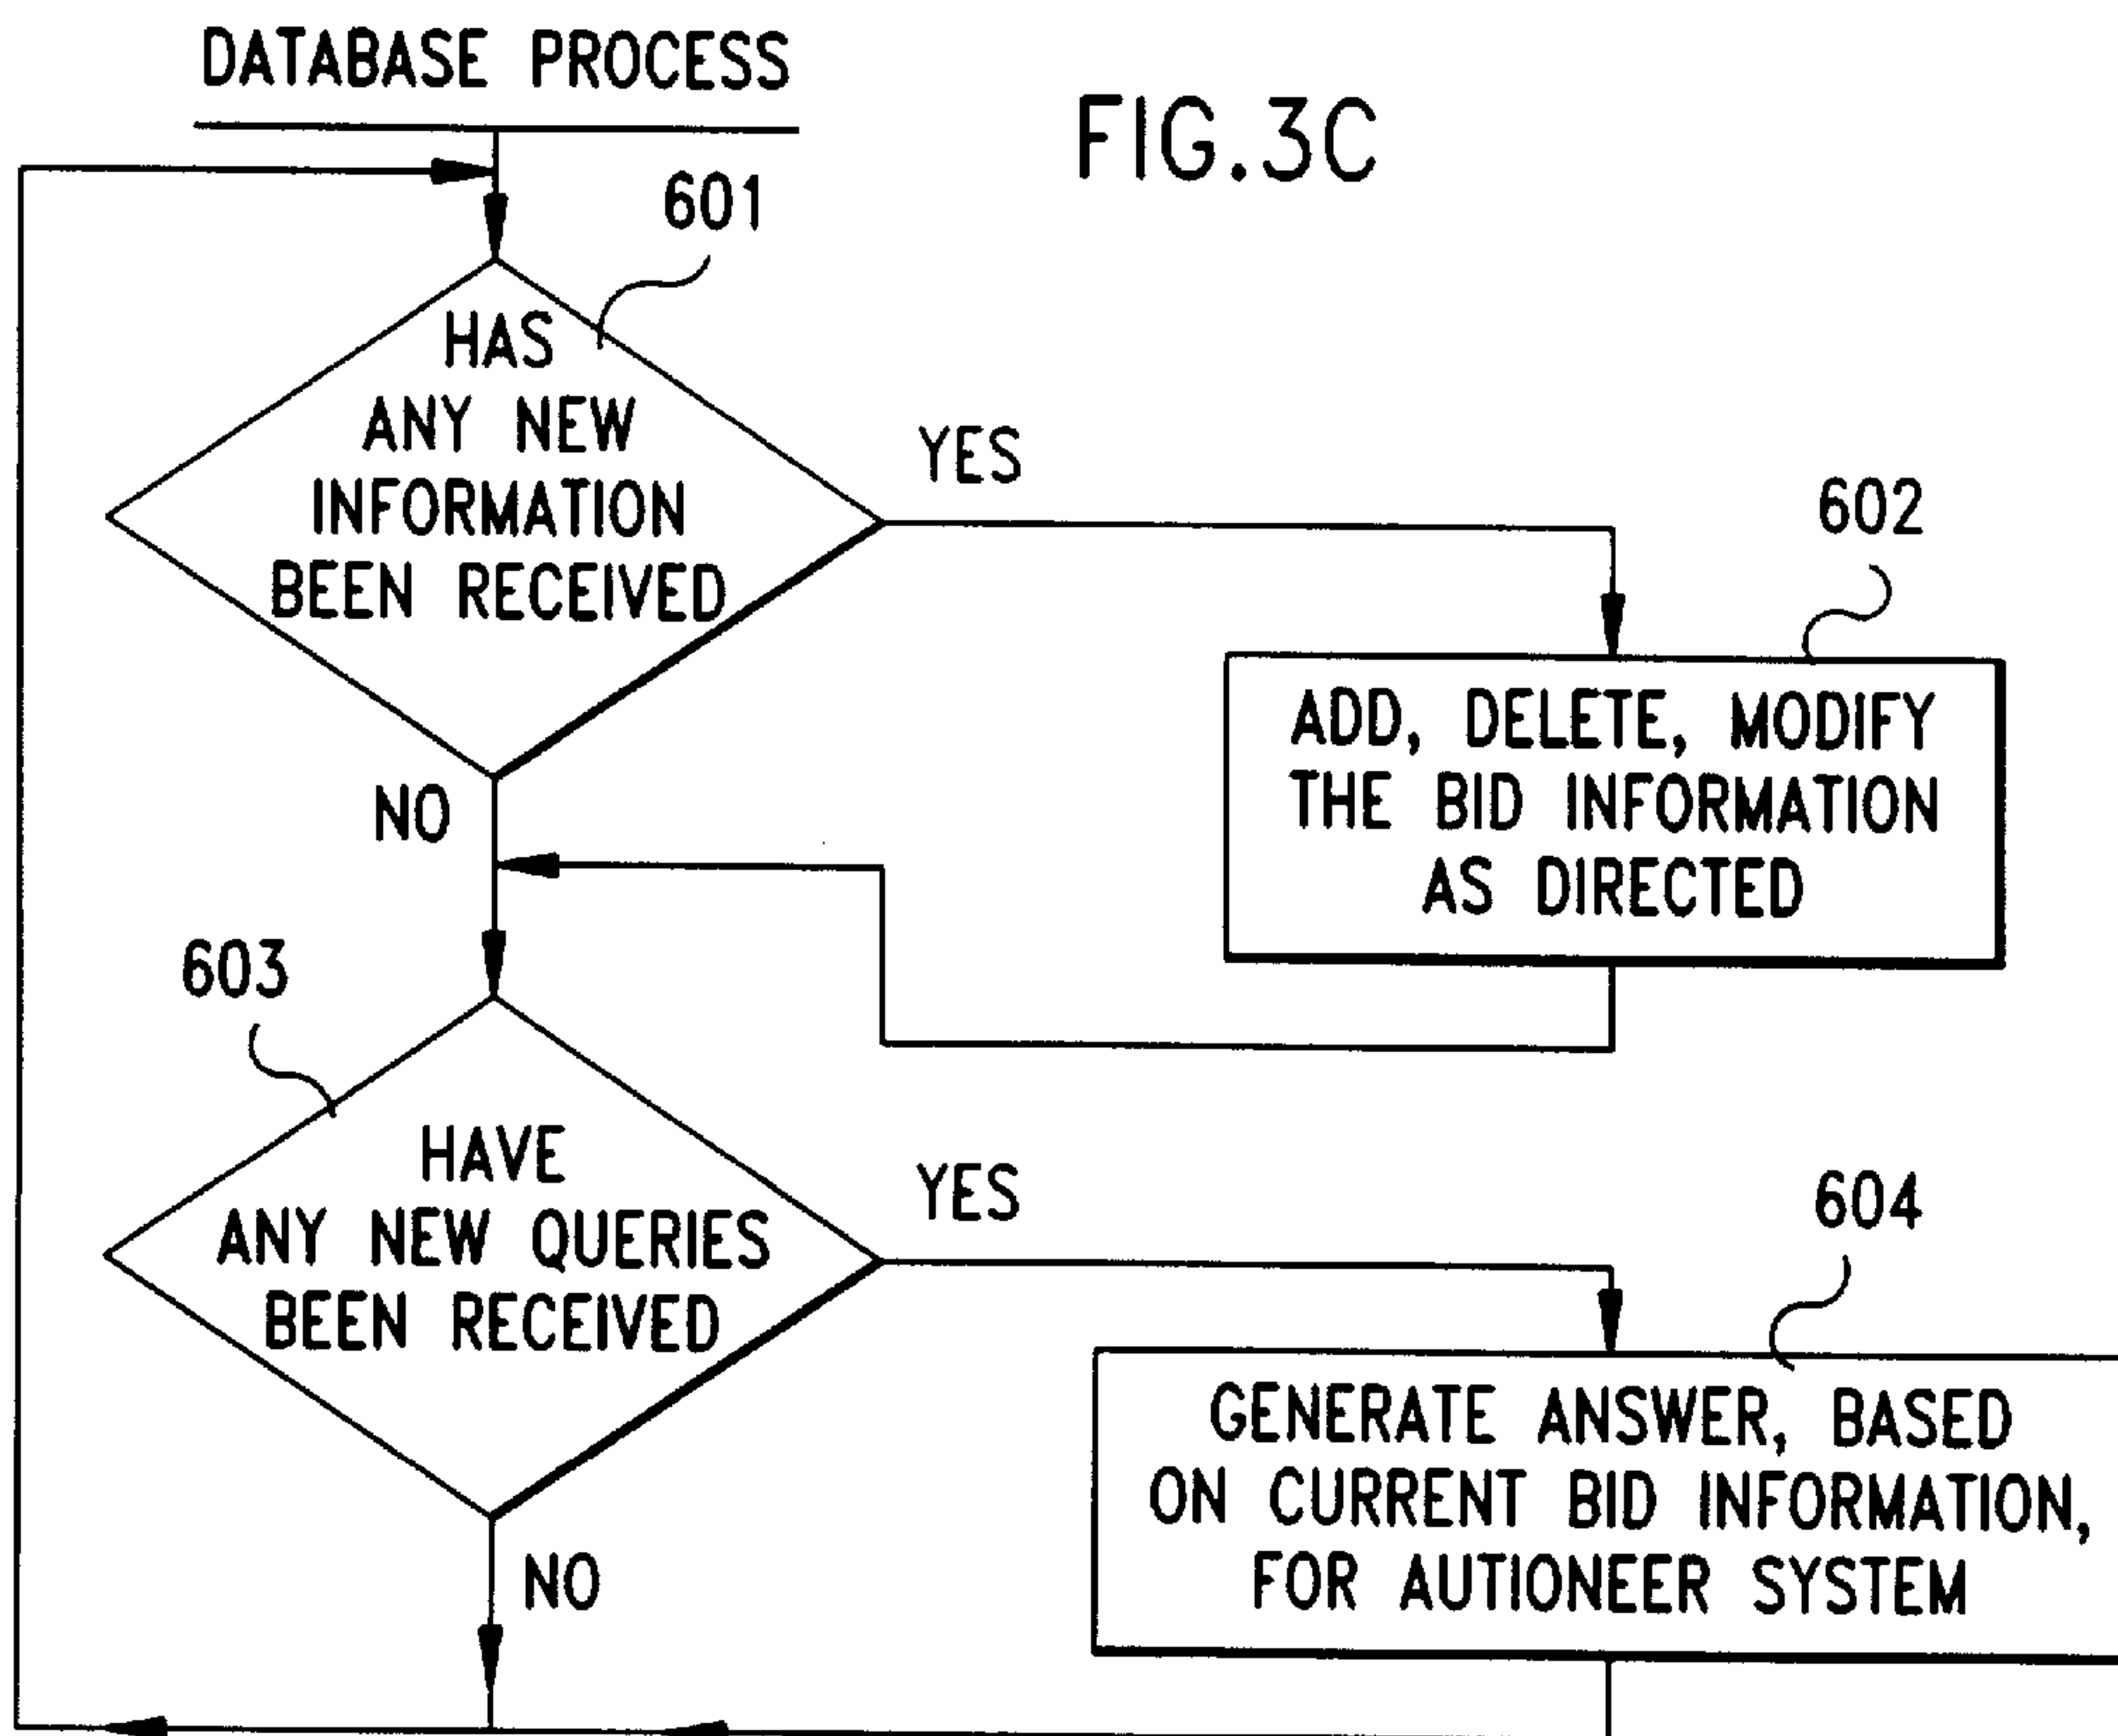 DATABASE PROCESS
FIG.3C
601
HAS
ANY NEW
INFORMATION
BEEN RECEIVED
YES
602
ADD, DELETE, MODIFY
THE BID INFORMATION
AS DIRECTED
NO
603
HAVE
ANY NEW QUERIES
BEEN RECEIVED
YES
604
GENERATE ANSWER, BASED
ON CURRENT BID INFORMATION,
FOR AUTIONEER SYSTEM
NO